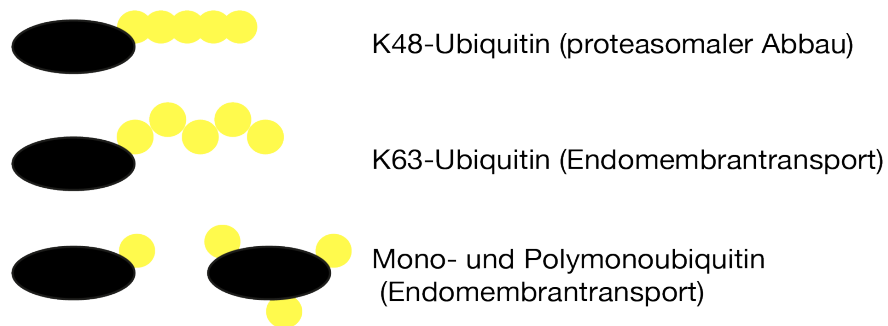 K48-Ubiquitin (proteasomaler Abbau)
K63-Ubiquitin (Endomembrantransport)
Mono- und Polymonoubiquitin
(Endomembrantransport)